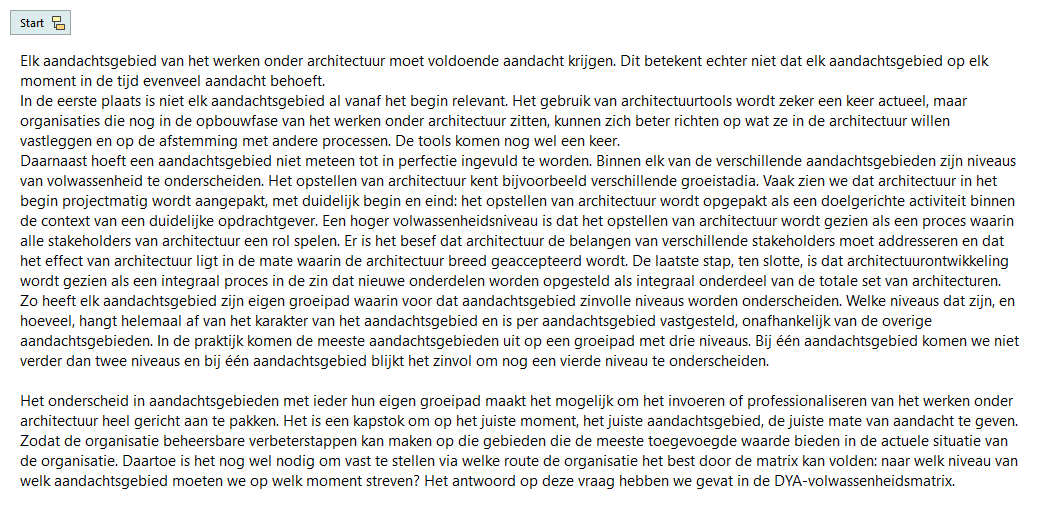 Start
Elk aandachtsgebied van het werken onder architectuur moet voldoende aandacht krijgen. Dit betekent echter niet dat elk aandachtsgebied op elk
moment in de tijd evenveel aandacht behoeft.
In de eerste plaats is niet elk aandachtsgebied al vanaf het begin relevant. Het gebruik van architectuurtools wordt zeker een keer actueel, maar
organisaties die nog in de opbouwfase van het werken onder architectuur zitten, kunnen zich beter richten op wat ze in de architectuur willen
vastleggen en op de afstemming met andere processen. De tools komen nog wel een keer.
Daarnaast hoeft een aandachtsgebied niet meteen tot in perfectie ingevuld te worden. Binnen elk van de verschillende aandachtsgebieden zijn niveaus
van volwassenheid te onderscheiden. Het opstellen van architectuur kent bijvoorbeeld verschillende groeistadia. Vaak zien we dat architectuur in het
begin projectmatig wordt aangepakt, met duidelijk begin en eind: het opstellen van architectuur wordt opgepakt als een doelgerichte activiteit binnen
de context van een duidelijke opdrachtgever. Een hoger volwassenheidsniveau is dat het opstellen van architectuur wordt gezien als een proces waarin
alle stakeholders van architectuur een rol spelen. Er is het besef dat architectuur de belangen van verschillende stakeholders moet addresseren en dat
het effect van architectuur ligt in de mate waarin de architectuur breed geaccepteerd wordt. De laatste stap, ten slotte, is dat architectuurontwikkeling
wordt gezien als een integraal proces in de zin dat nieuwe onderdelen worden opgesteld als integraal onderdeel van de totale set van architecturen.
Zo heeft elk aandachtsgebied zijn eigen groeipad waarin voor dat aandachtsgebied zinvolle niveaus worden onderscheiden. Welke niveaus dat zijn, en
hoeveel, hangt helemaal af van het karakter van het aandachtsgebied en is per aandachtsgebied vastgesteld, onafhankelijk van de overige
aandachtsgebieden. In de praktijk komen de meeste aandachtsgebieden uit op een groeipad met drie niveaus. Bij één aandachtsgebied komen we niet
verder dan twee niveaus en bij één aandachtsgebied blijkt het zinvol om nog een vierde niveau te onderscheiden.
Het onderscheid in aandachtsgebieden met ieder hun eigen groeipad maakt het mogelijk om het invoeren of professionaliseren van het werken onder
architectuur heel gericht aan te pakken. Het is een kapstok om op het juiste moment, het juiste aandachtsgebied, de juiste mate van aandacht te geven.
Zodat de organisatie beheersbare verbeterstappen kan maken op die gebieden die de meeste toegevoegde waarde bieden in de actuele situatie van
de organisatie. Daartoe is het nog wel nodig om vast te stellen via welke route de organisatie het best door de matrix kan volden: naar welk niveau van
welk aandachtsgebied moeten we op welk moment streven? Het antwoord op deze vraag hebben we gevat in de DYA-volwassenheidsmatrix.